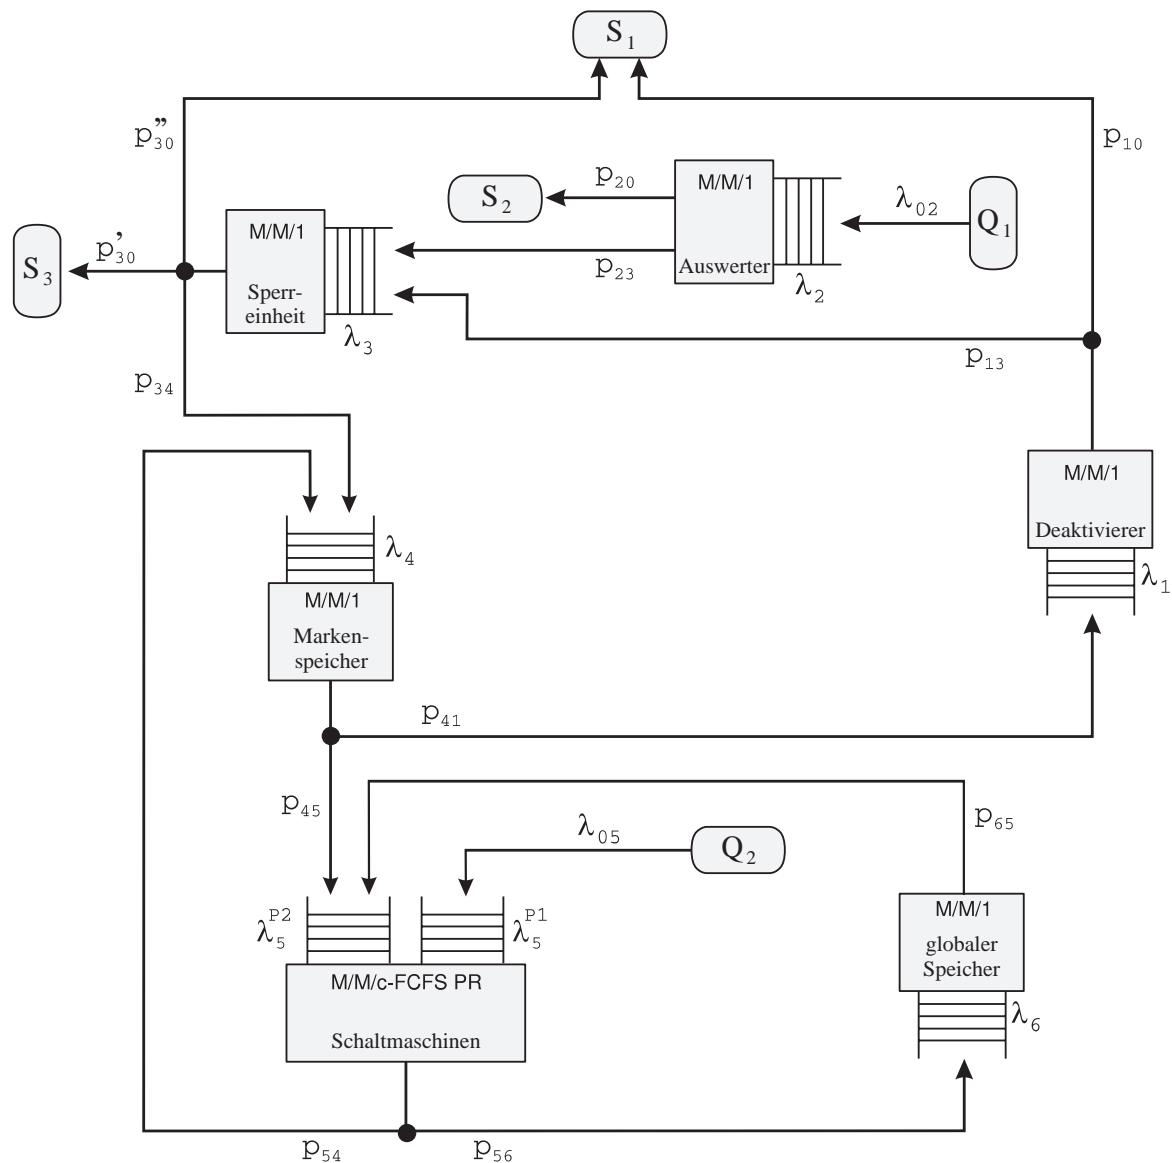 S1
p''30
p10
M/M/1
p20
S2
λ02
Q1
M/M/1
p'30
S3
p23
Auswerter
λ2
Sperr-
einheit
λ3
p13
p34
M/M/1
Deaktivierer
λ4
λ1
M/M/1
Marken-
speicher
p41
p45
p65
λ05
Q2
λ5P2
λ5P1
M/M/1
globaler
Speicher
M/M/c-FCFS PR
λ6
Schaltmaschinen
p54
p56